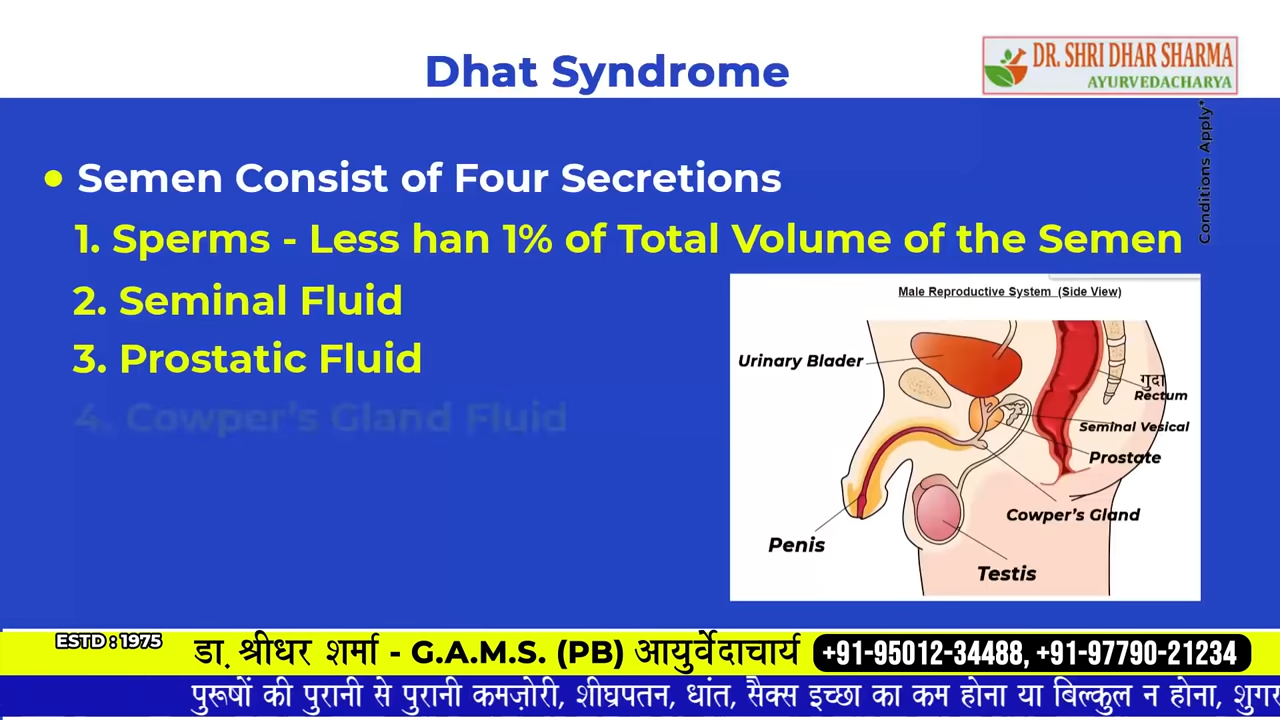 Dhat Syndrome
DR. SHRI DHAR SHARMA
AYURVEDACHARYA
Conditions Apply*
• Semen Consist of Four Secretions
1. Sperms - Less han 1% of Total Volume of the Semen
2. Seminal Fluid
3. Prostatic Fluid
4. Cowper's Gland Fluid
Male Reproductive System (Side View)
Urinary Blader
गुदा
Rectum
Seminal Vesical
Prostate
Cowper's Gland
Penis
Testis
ESTD : 1975
डा. श्रीधर शर्मा - G.A.M.S. (PB) आयुर्वेदाचार्य
+91-95012-34488, +91-97790-21234
पुरूषों की पुरानी से पुरानी कमज़ोरी, शीघ्रपतन, धांत, सैक्स इच्छा का कम होना या बिल्कुल न होना, शुगर